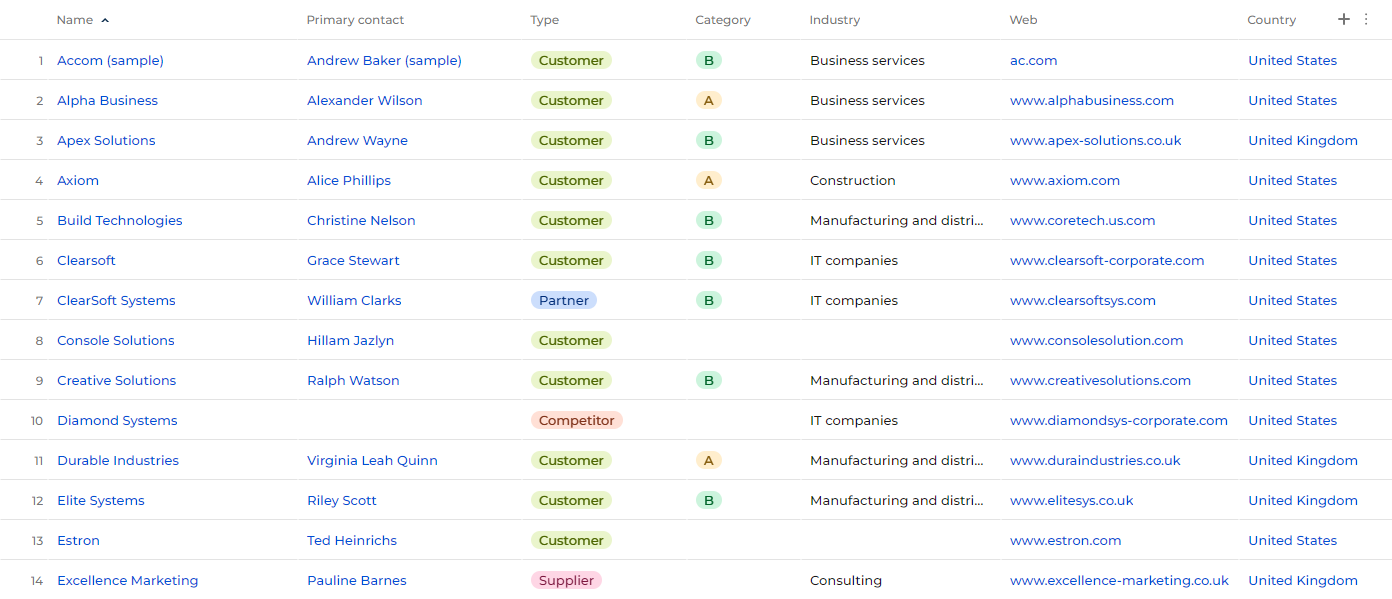 Name Primary contact Type Category Industry Web Country
1 Accom (sample) Andrew Baker (sample) Customer B Business services ac.com United States
2 Alpha Business Alexander Wilson Customer A Business services www.alphabusiness.com United States
3 Apex Solutions Andrew Wayne Customer B Business services www.apex-solutions.co.uk United Kingdom
4 Axiom Alice Phillips Customer A Construction www.axiom.com United States
5 Build Technologies Christine Nelson Customer B Manufacturing and distri... www.coretech.us.com United States
6 Clearsoft Grace Stewart Customer B IT companies www.clearsoft-corporate.com United States
7 ClearSoft Systems William Clarks Partner B IT companies www.clearsoftsys.com United States
8 Console Solutions Hillam Jazlyn Customer www.consolesolution.com United States
9 Creative Solutions Ralph Watson Customer B Manufacturing and distri... www.creativesolutions.com United States
10 Diamond Systems Competitor IT companies www.diamondsys-corporate.com United States
11 Durable Industries Virginia Leah Quinn Customer A Manufacturing and distri... www.duraindustries.co.uk United Kingdom
12 Elite Systems Riley Scott Customer B Manufacturing and distri... www.elitesys.co.uk United Kingdom
13 Estron Ted Heinrichs Customer www.estron.com United States
14 Excellence Marketing Pauline Barnes Supplier Consulting www.excellence-marketing.co.uk United Kingdom